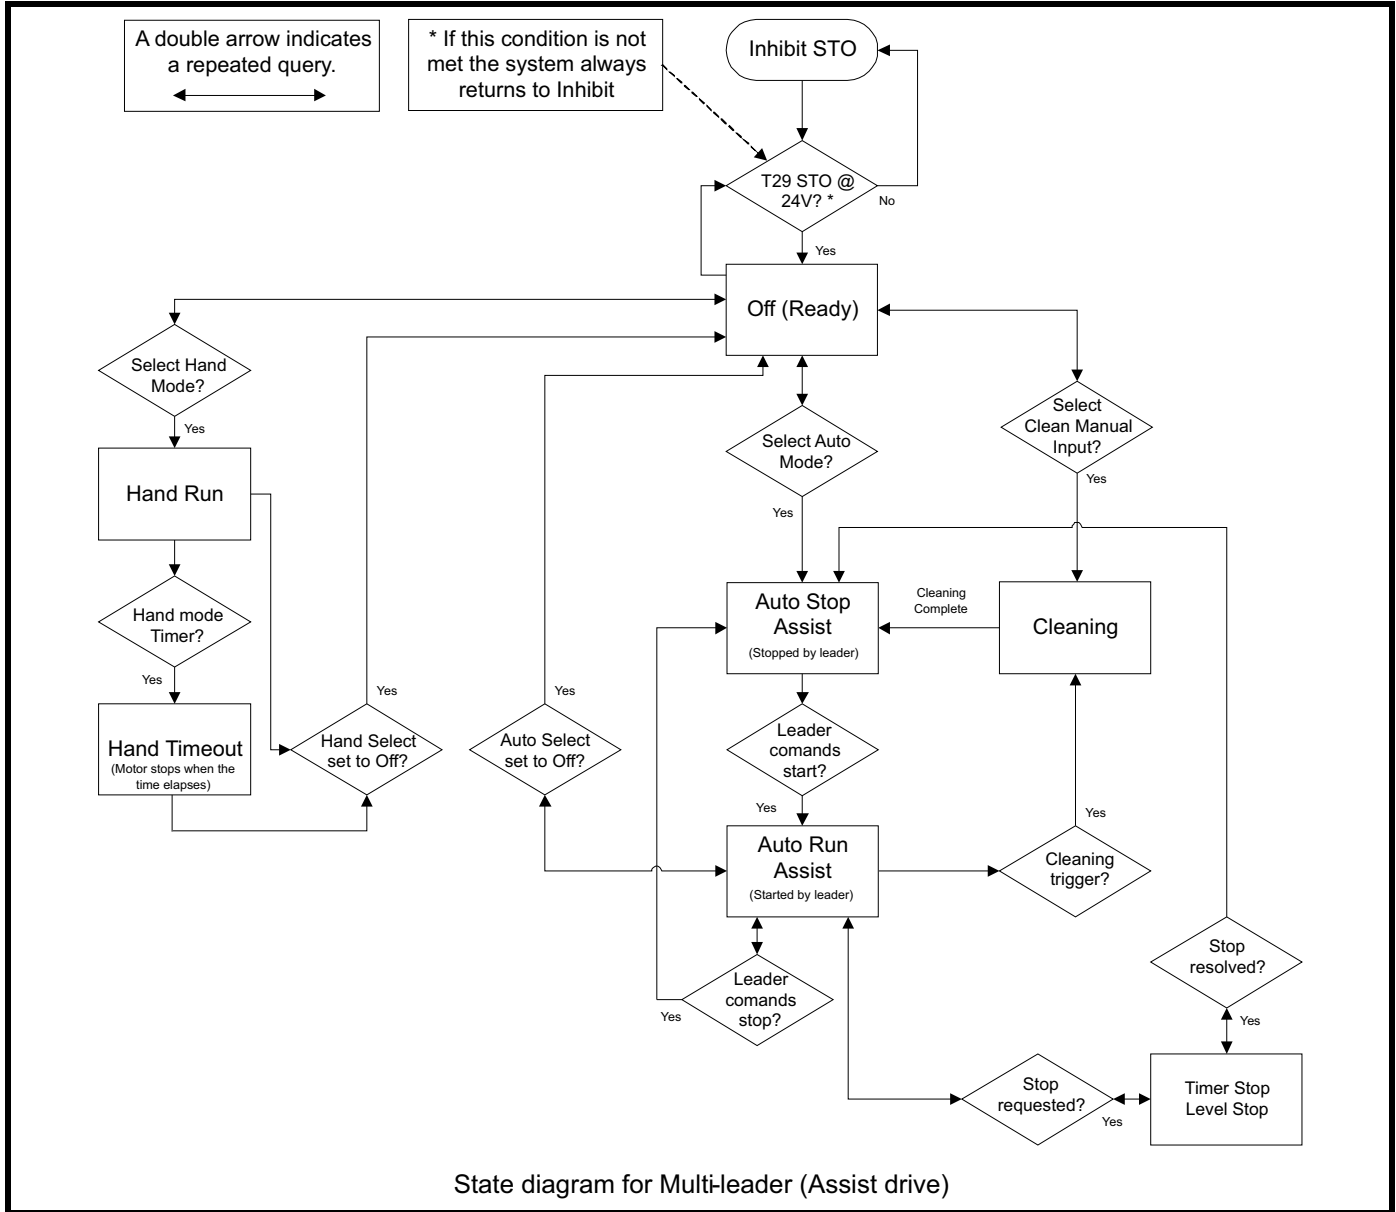 A double arrow indicates
a repeated query.
* If this condition is not
met the system always
returns to Inhibit
Inhibit STO
T29 STO @
24V? *
No
Yes
Off (Ready)
Select Hand
Mode?
Yes
Select Auto
Mode?
Yes
Select
Clean Manual
Input?
Yes
Hand Run
Hand mode
Timer?
Yes
Auto Stop
Assist
(Stopped by leader)
Cleaning
Complete
Cleaning
Hand Timeout
(Motor stops when the
time elapses)
Hand Select
set to Off?
Yes
Auto Select
set to Off?
Yes
Leader
comands
start?
Yes
Auto Run
Assist
(Started by leader)
Cleaning
trigger?
Yes
Leader
comands
stop?
Yes
Stop
resolved?
Yes
Stop
requested?
Yes
Timer Stop
Level Stop
State diagram for Multi-leader (Assist drive)